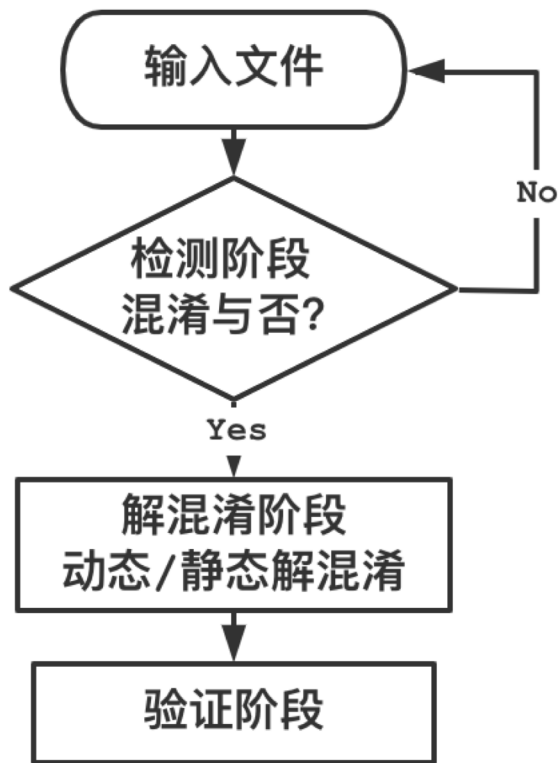 输入文件
No
检测阶段
混淆与否?
Yes
解混淆阶段
动态/静态解混淆
验证阶段